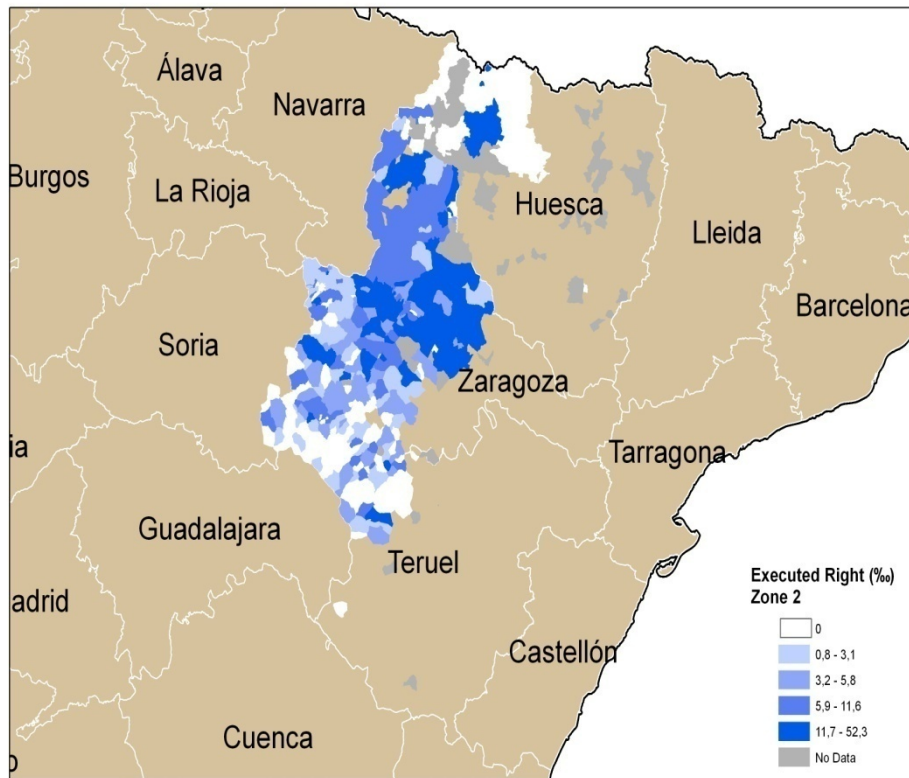 Álava
Navarra
Burgos
La Rioja
Huesca
Lleida
Barcelona
Soria
Zaragoza
Tarragona
ia
Guadalajara
Teruel
adrid
Castellón
Cuenca
o
Executed Right (‰)
Zone 2
0
0,8 - 3,1
3,2 - 5,8
5,9 - 11,6
11,7 - 52,3
No Data